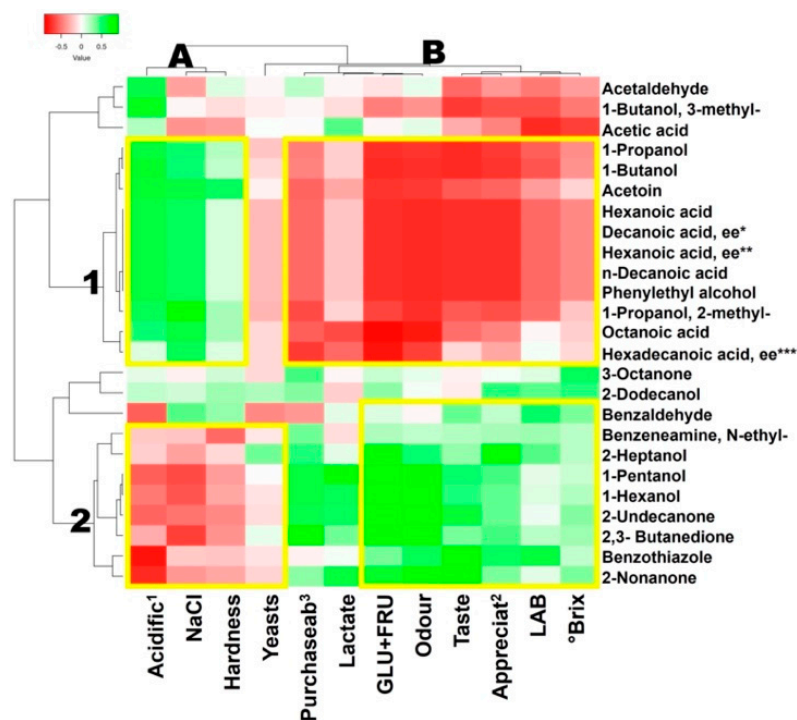 -0.5 0 0.5
Value
A
B
1
2
Acetaldehyde
1-Butanol, 3-methyl-
Acetic acid
1-Propanol
1-Butanol
Acetoin
Hexanoic acid
Decanoic acid, ee*
Hexanoic acid, ee**
n-Decanoic acid
Phenylethyl alcohol
1-Propanol, 2-methyl-
Octanoic acid
Hexadecanoic acid, ee***
3-Octanone
2-Dodecanol
Benzaldehyde
Benzeneamine, N-ethyl-
2-Heptanol
1-Pentanol
1-Hexanol
2-Undecanone
2,3- Butanedione
Benzothiazole
2-Nonanone
Acidific¹
NaCl
Hardness
Yeasts
Purchaseab³
Lactate
GLU+FRU
Odour
Taste
Appreciat²
LAB
°Brix